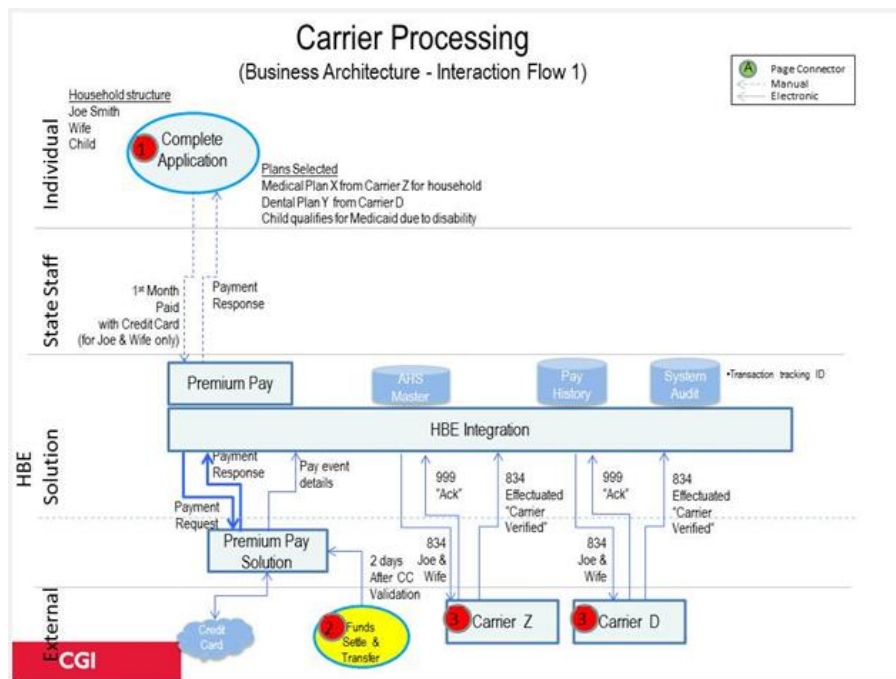 Carrier Processing
(Business Architecture - Interaction Flow 1)
A Page Connector
Manual
Electronic
Household structure
Joe Smith
Wife
Child
Individual
1
Complete
Application
Plans Selected
Medical Plan X from Carrier Z for household
Dental Plan Y from Carrier D
Child qualifies for Medicaid due to disability
State Staff
1st Month
Paid
with Credit Card
(for Joe & Wife only)
Payment
Response
HBE
Solution
Premium Pay
AHS
Master
Pay
History
System
Audit
•Transaction tracking ID
HBE Integration
Payment
Response
Payment
Request
Pay event
details
999
"Ack"
834
Effectuated
"Carrier
Verified"
999
"Ack"
834
Effectuated
"Carrier
Verified"
Premium Pay
Solution
2 days
After CC
Validation
834
Joe &
Wife
834
Joe &
Wife
External
Credit
Card
2
Funds
Settle &
Transfer
3 Carrier Z
3 Carrier D
CGI